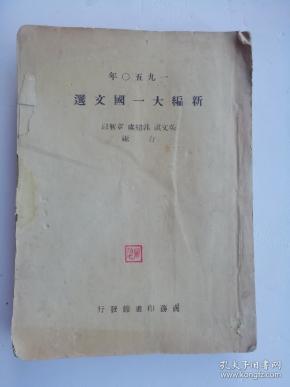 一九五〇年
新編大一國文選
商務印書館發行
孔夫子旧书网